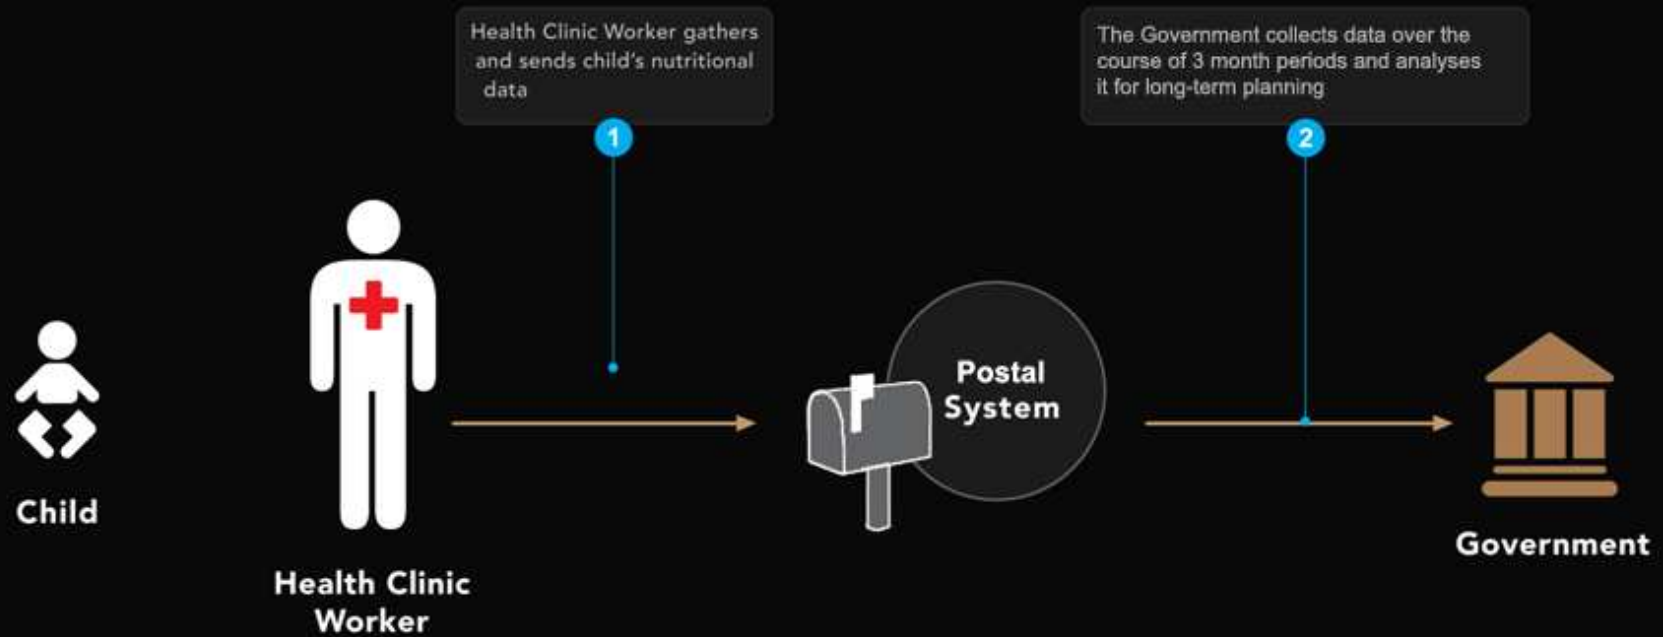 Health Clinic Worker gathers
and sends child's nutritional
data
1
The Government collects data over the
course of 3 month periods and analyses
it for long-term planning
2
Child
Health Clinic
Worker
Postal
System
Government